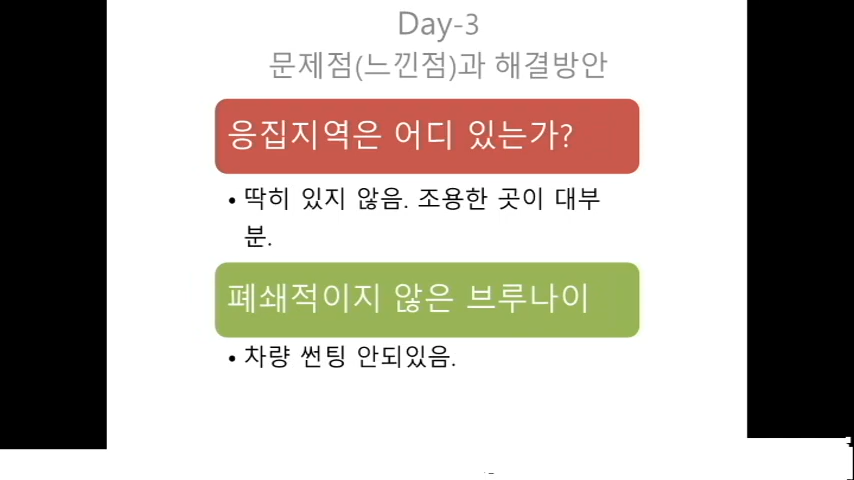 Day-3
문제점(느낀점)과 해결방안
응집지역은 어디 있는가?
• 딱히 있지 않음. 조용한 곳이 대부
분.
폐쇄적이지 않은 브루나이
• 차량 썬팅 안되있음.